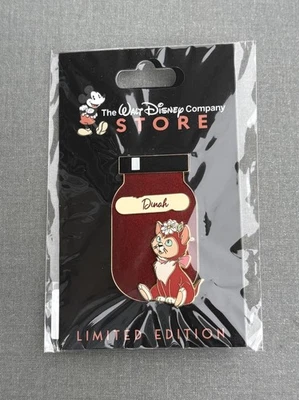 The WALT DISNEY Company
STORE
Dinah
LIMITED EDITION